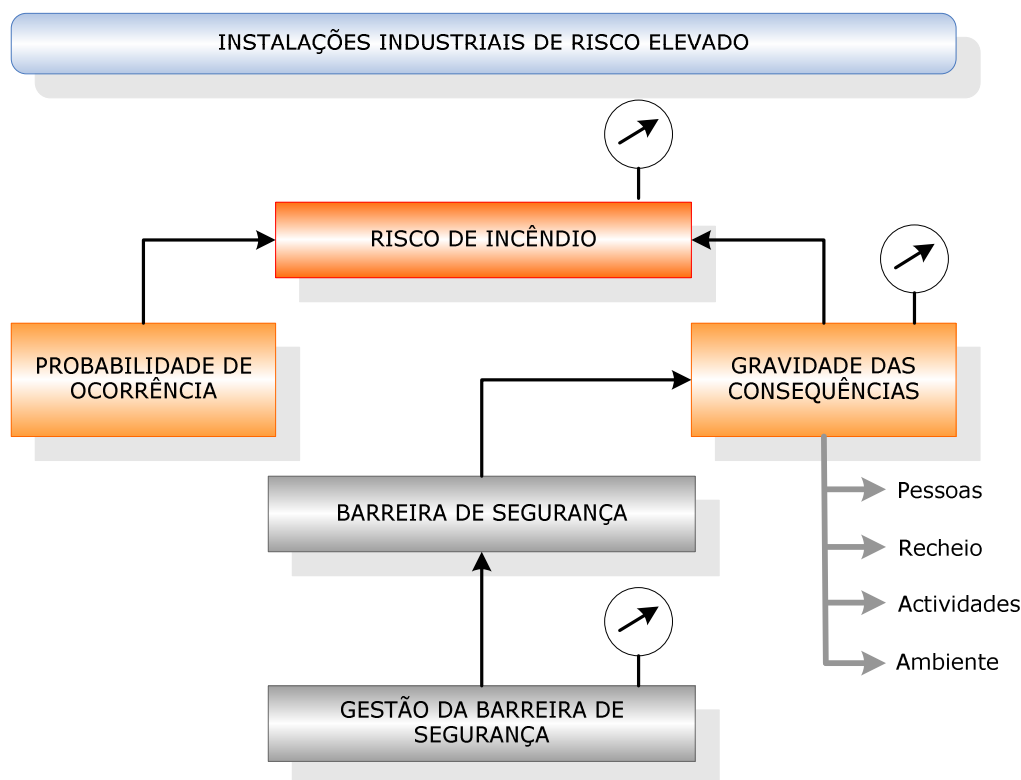 INSTALAÇÕES INDUSTRIAIS DE RISCO ELEVADO
RISCO DE INCÊNDIO
PROBABILIDADE DE
OCORRÊNCIA
GRAVIDADE DAS
CONSEQUÊNCIAS
BARREIRA DE SEGURANÇA
Pessoas
Recheio
Actividades
Ambiente
GESTÃO DA BARREIRA DE
SEGURANÇA